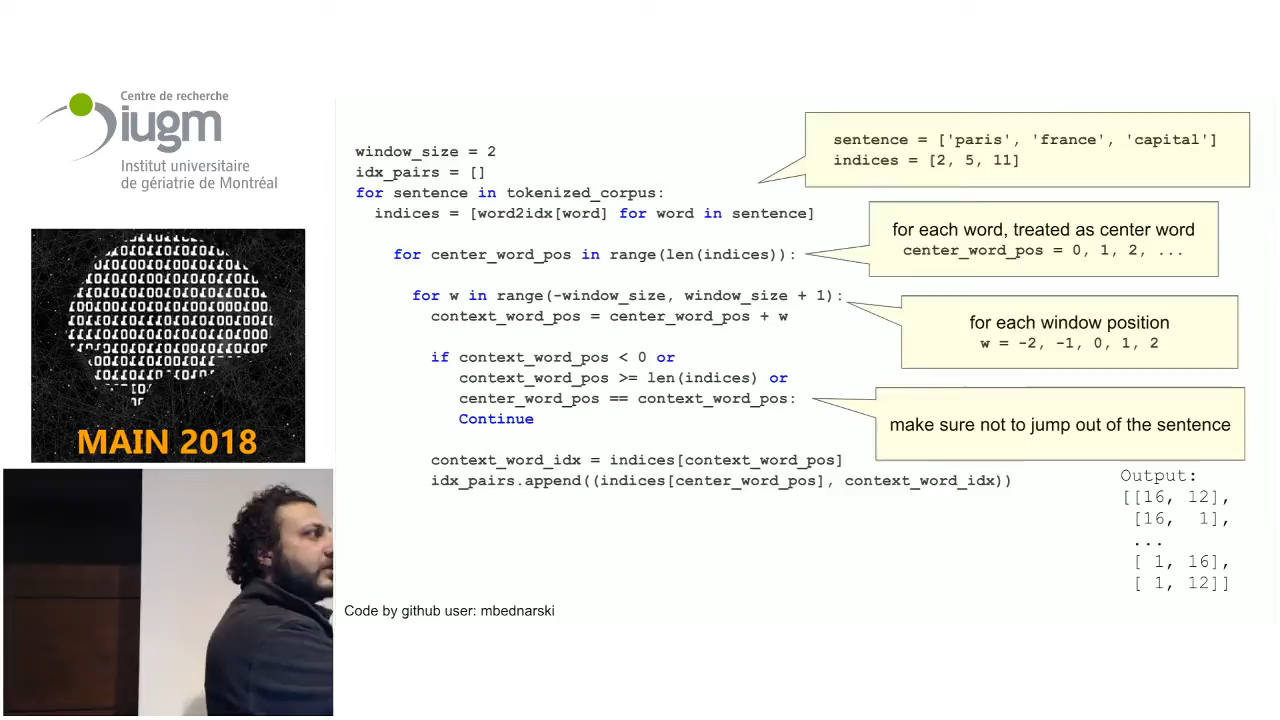 Centre de recherche
iugm
Institut universitaire
de gériatrie de Montréal
MAIN 2018
window_size = 2
idx_pairs = []
for sentence in tokenized_corpus:
indices = [word2idx[word] for word in sentence]
for center_word_pos in range(len(indices)):
for w in range(-window_size, window_size + 1):
context_word_pos = center_word_pos + w
if context_word_pos < 0 or
context_word_pos >= len(indices) or
center_word_pos == context_word_pos:
Continue
context_word_idx = indices[context_word_pos]
idx_pairs.append((indices[center_word_pos], context_word_idx))
sentence = ['paris', 'france', 'capital']
indices = [2, 5, 11]
for each word, treated as center word
center_word_pos = 0, 1, 2, ...
for each window position
w = -2, -1, 0, 1, 2
make sure not to jump out of the sentence
Output:
[[16, 12],
[16, 1],
...
[ 1, 16],
[ 1, 12]]
Code by github user: mbednarski